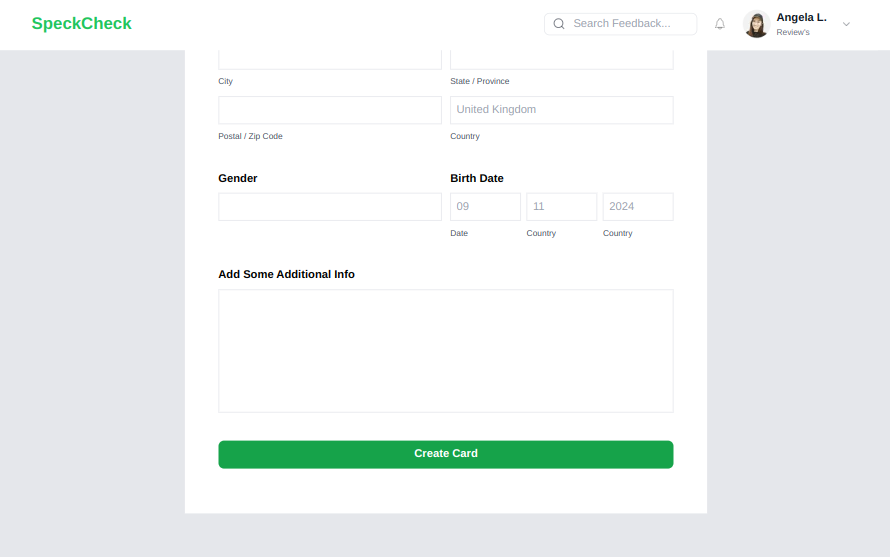 SpeckCheck
Search Feedback...
Angela L.
Review's
City
State / Province
United Kingdom
Postal / Zip Code
Country
Gender
Birth Date
09
11
2024
Date
Country
Country
Add Some Additional Info
Create Card